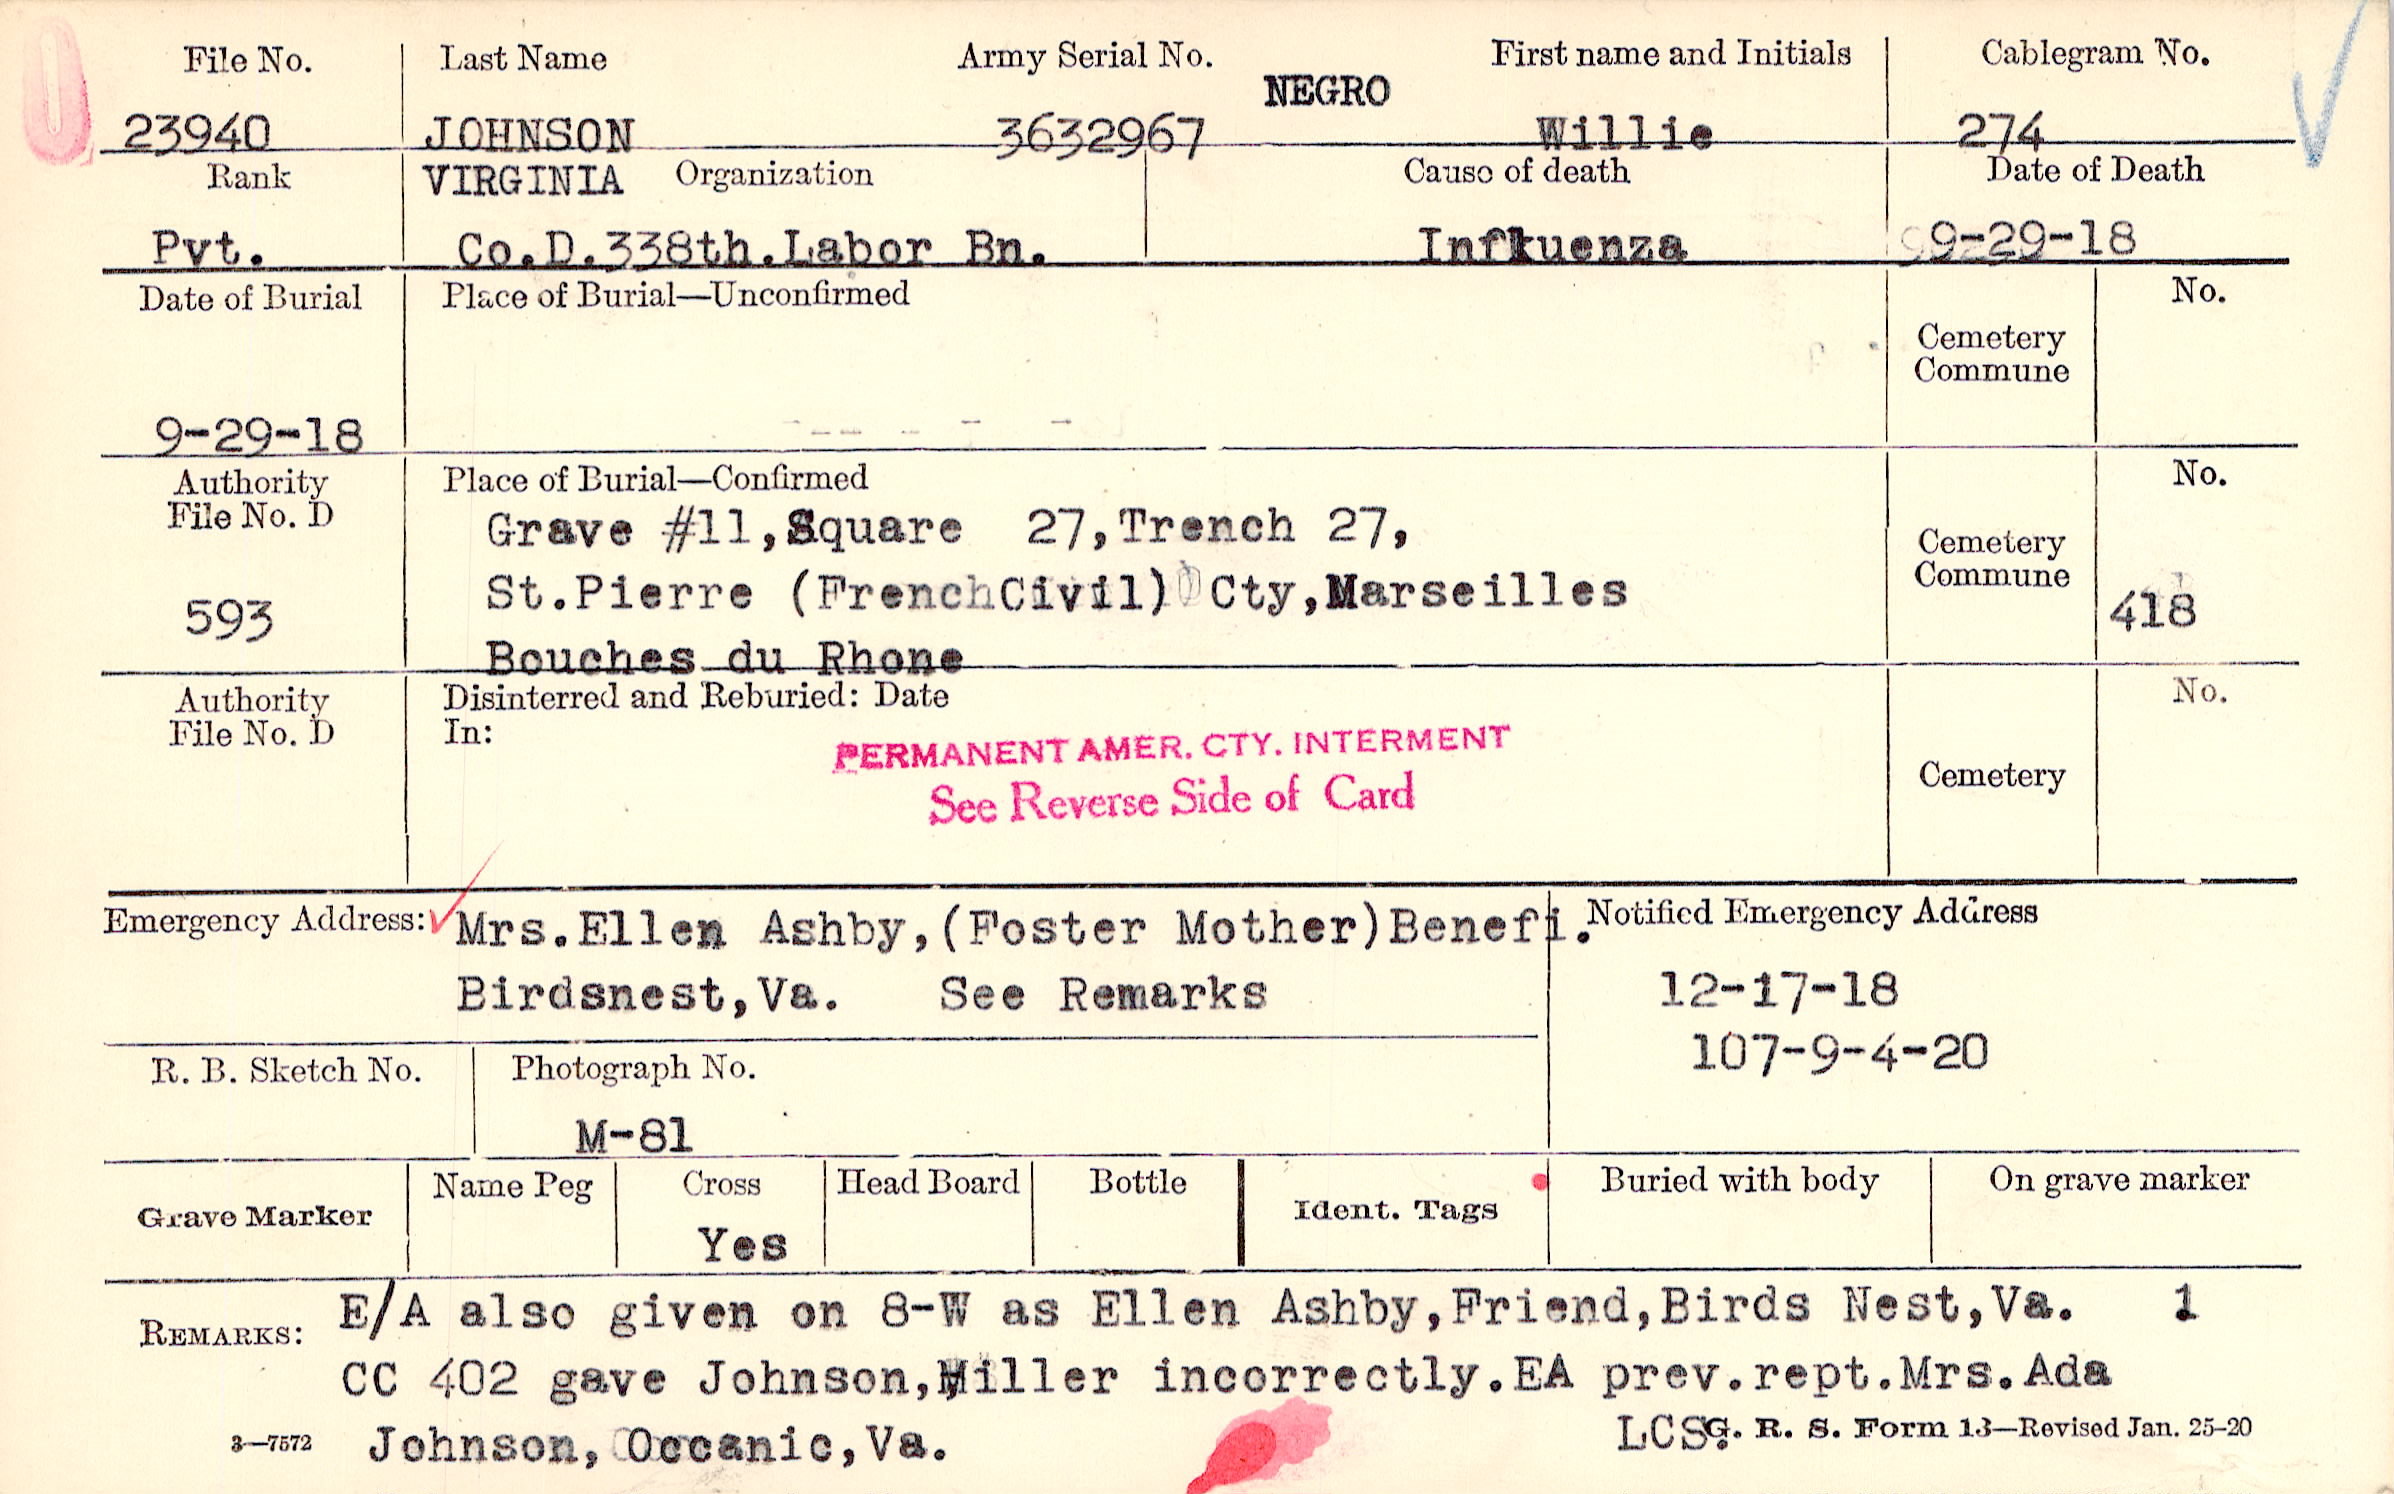 File No. Last Name Army Serial No. First name and Initials Cablegram No.
NEGRO
23940 JOHNSON 3632967 Willie 274
Rank VIRGINIA Organization Cause of death Date of Death
Pvt. Co.D.338th.Labor Bn. Influenza 9-29-18
Date of Burial Place of Burial—Unconfirmed No.
Cemetery
Commune
9-29-18
Authority Place of Burial—Confirmed No.
File No. D
Grave #11,Square 27,Trench 27,
Cemetery
Commune
593 St.Pierre (FrenchCivil) Cty,Marseilles 418
Bouches du Rhone
Authority Disinterred and Reburied: Date No.
File No. D In:
PERMANENT AMER. CTY. INTERMENT
See Reverse Side of Card
Cemetery
Emergency Address: Mrs.Ellen Ashby,(Foster Mother)Benefi. Notified Emergency Address
Birdsnest,Va. See Remarks 12-17-18
107-9-4-20
R. B. Sketch No. Photograph No.
M-81
Grave Marker Name Peg Cross Head Board Bottle Ident. Tags Buried with body On grave marker
Yes
REMARKS: E/A also given on 8-W as Ellen Ashby,Friend,Birds Nest,Va. 1
CC 402 gave Johnson,Miller incorrectly.EA prev.rept.Mrs.Ada
3—7572 Johnson, Occanic,Va. LCS. G. R. S. Form 13—Revised Jan. 25-20